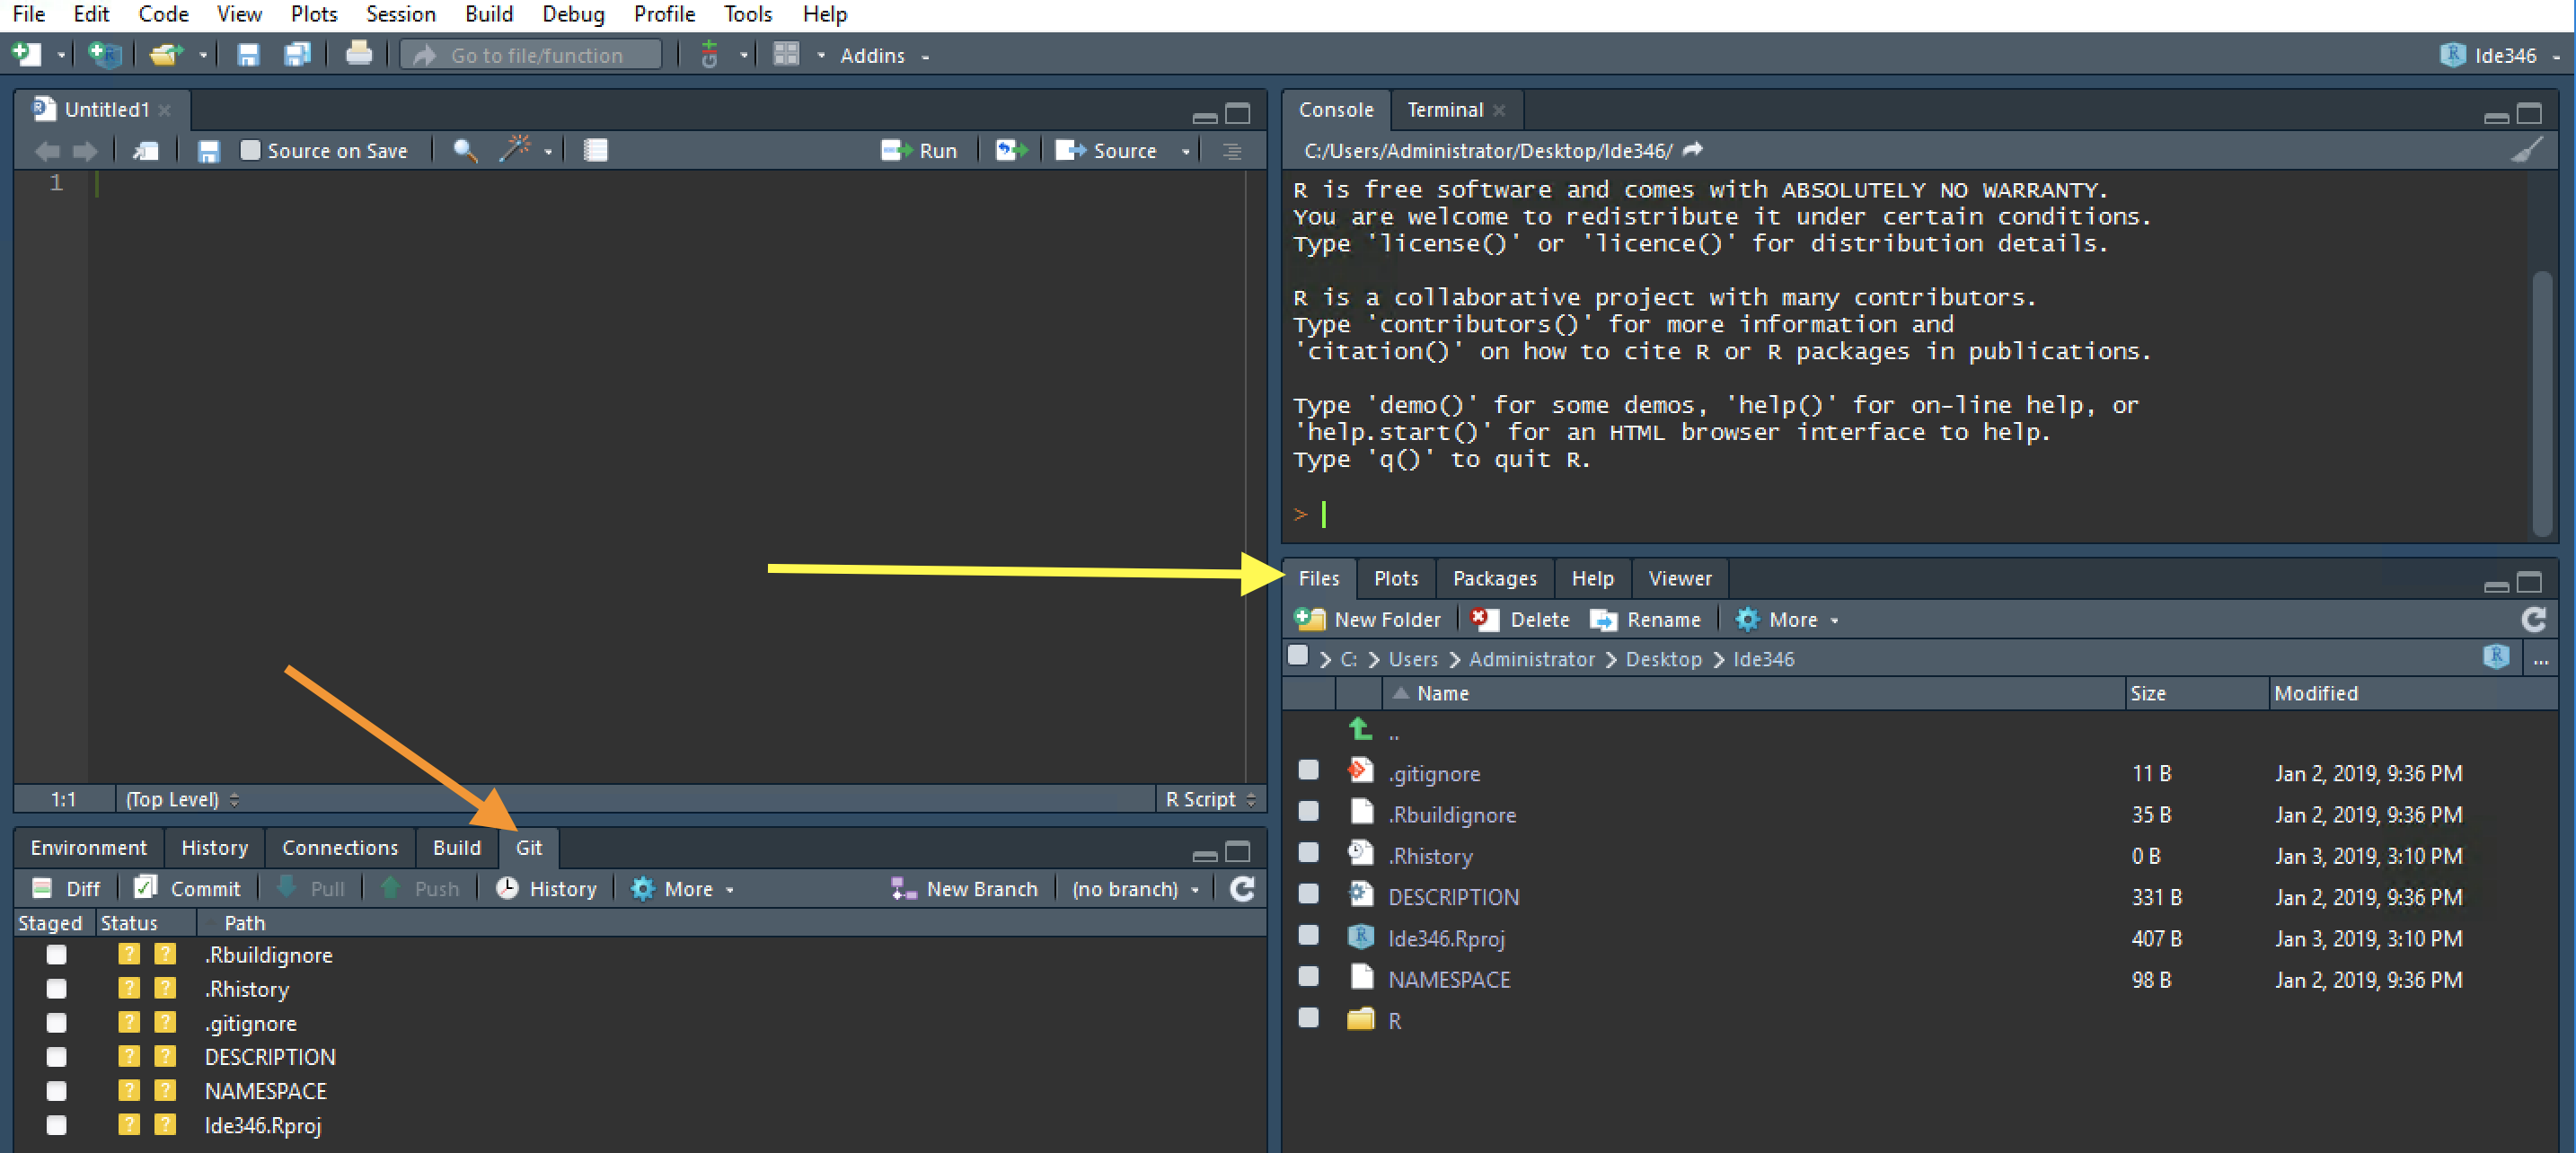 File Edit Code View Plots Session Build Debug Profile Tools Help
Go to file/function Addins Ide346
Untitled1
Source on Save Run Source
1
1:1 (Top Level) R Script
Environment History Connections Build Git
Diff Commit Pull Push History More New Branch (no branch)
Staged Status Path
? ? .Rbuildignore
? ? .Rhistory
? ? .gitignore
? ? DESCRIPTION
? ? NAMESPACE
? ? Ide346.Rproj
Console Terminal
C:/Users/Administrator/Desktop/Ide346/
R is free software and comes with ABSOLUTELY NO WARRANTY.
You are welcome to redistribute it under certain conditions.
Type 'license()' or 'licence()' for distribution details.
R is a collaborative project with many contributors.
Type 'contributors()' for more information and
'citation()' on how to cite R or R packages in publications.
Type 'demo()' for some demos, 'help()' for on-line help, or
'help.start()' for an HTML browser interface to help.
Type 'q()' to quit R.
>
Files Plots Packages Help Viewer
New Folder Delete Rename More
C: Users Administrator Desktop Ide346 ...
Name Size Modified
..
.gitignore 11 B Jan 2, 2019, 9:36 PM
.Rbuildignore 35 B Jan 2, 2019, 9:36 PM
.Rhistory 0 B Jan 3, 2019, 3:10 PM
DESCRIPTION 331 B Jan 2, 2019, 9:36 PM
Ide346.Rproj 407 B Jan 3, 2019, 3:10 PM
NAMESPACE 98 B Jan 2, 2019, 9:36 PM
R